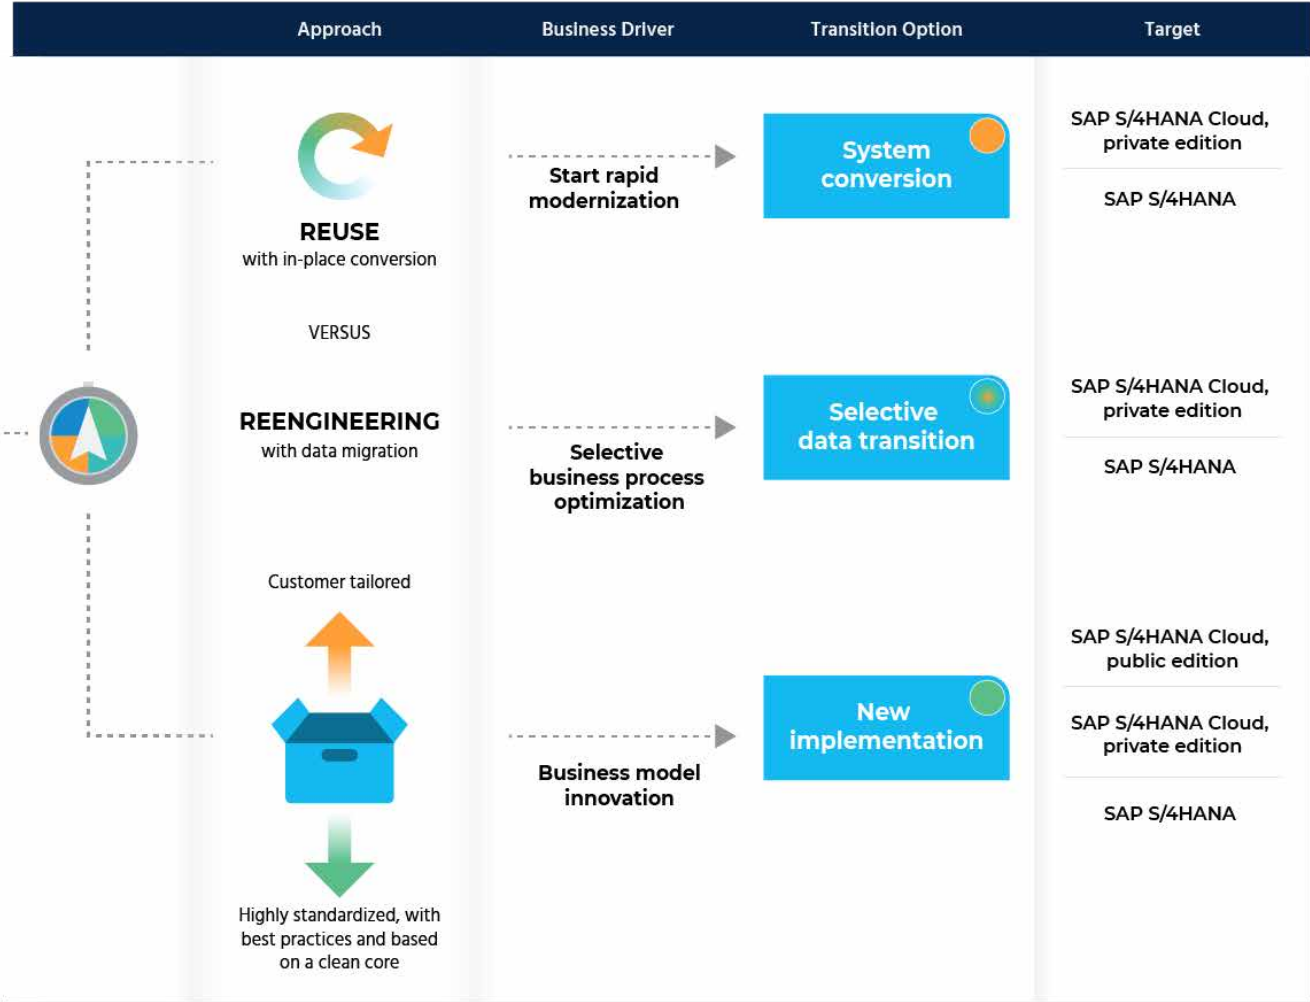 Approach
Business Driver
Transition Option
Target
REUSE
with in-place conversion
Start rapid
modernization
System
conversion
SAP S/4HANA Cloud,
private edition
SAP S/4HANA
VERSUS
REENGINEERING
with data migration
Selective
business process
optimization
Selective
data transition
SAP S/4HANA Cloud,
private edition
SAP S/4HANA
Customer tailored
Highly standardized, with
best practices and based
on a clean core
Business model
innovation
New
implementation
SAP S/4HANA Cloud,
public edition
SAP S/4HANA Cloud,
private edition
SAP S/4HANA